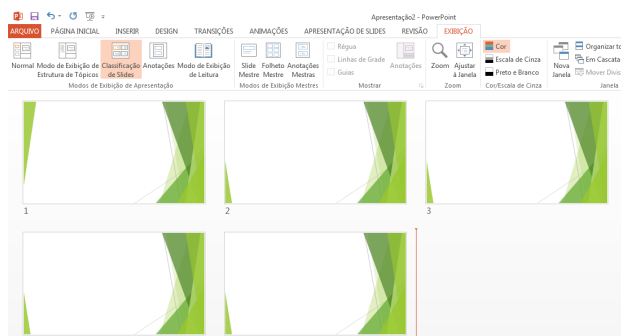 Apresentação2 - PowerPoint
ARQUIVO PÁGINA INICIAL INSERIR DESIGN TRANSIÇÕES ANIMAÇÕES APRESENTAÇÃO DE SLIDES REVISÃO EXIBIÇÃO
Normal Modo de Exibição de Estrutura de Tópicos Classificação de Slides Anotações Modo de Exibição de Leitura
Modos de Exibição de Apresentação
Slide Mestre Folheto Mestre Anotações Mestras
Modos de Exibição Mestres
Régua
Linhas de Grade
Guias
Anotações
Mostrar
Zoom Ajustar à Janela
Zoom
Cor
Escala de Cinza
Preto e Branco
Cor/Escala de Cinza
Nova Janela
Organizar to
Em Cascata
Mover Divis
Janela
1
2
3